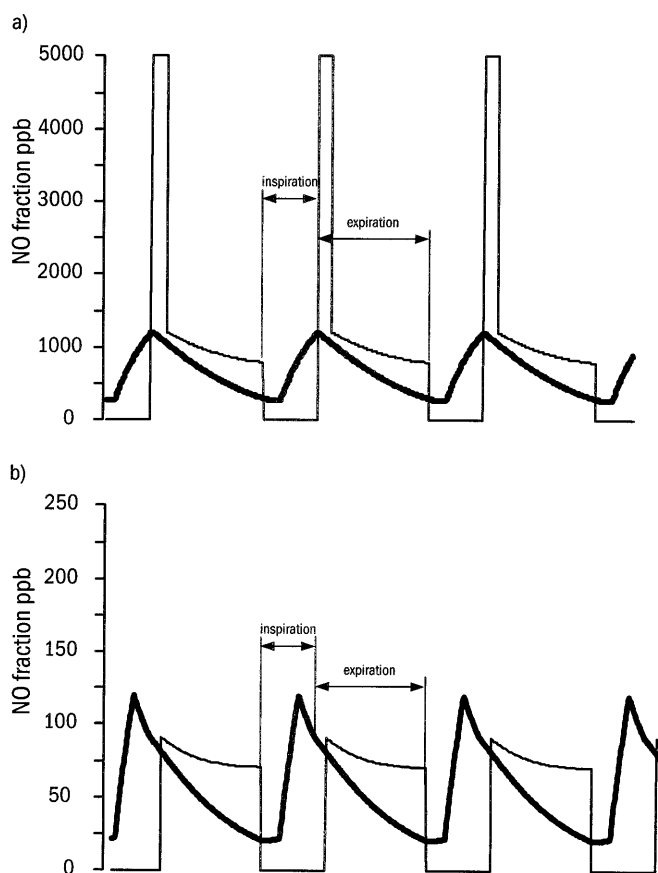 a)
NO fraction ppb
5000
4000
3000
2000
1000
0
inspiration
expiration
b)
NO fraction ppb
250
200
150
100
50
0
inspiration
expiration